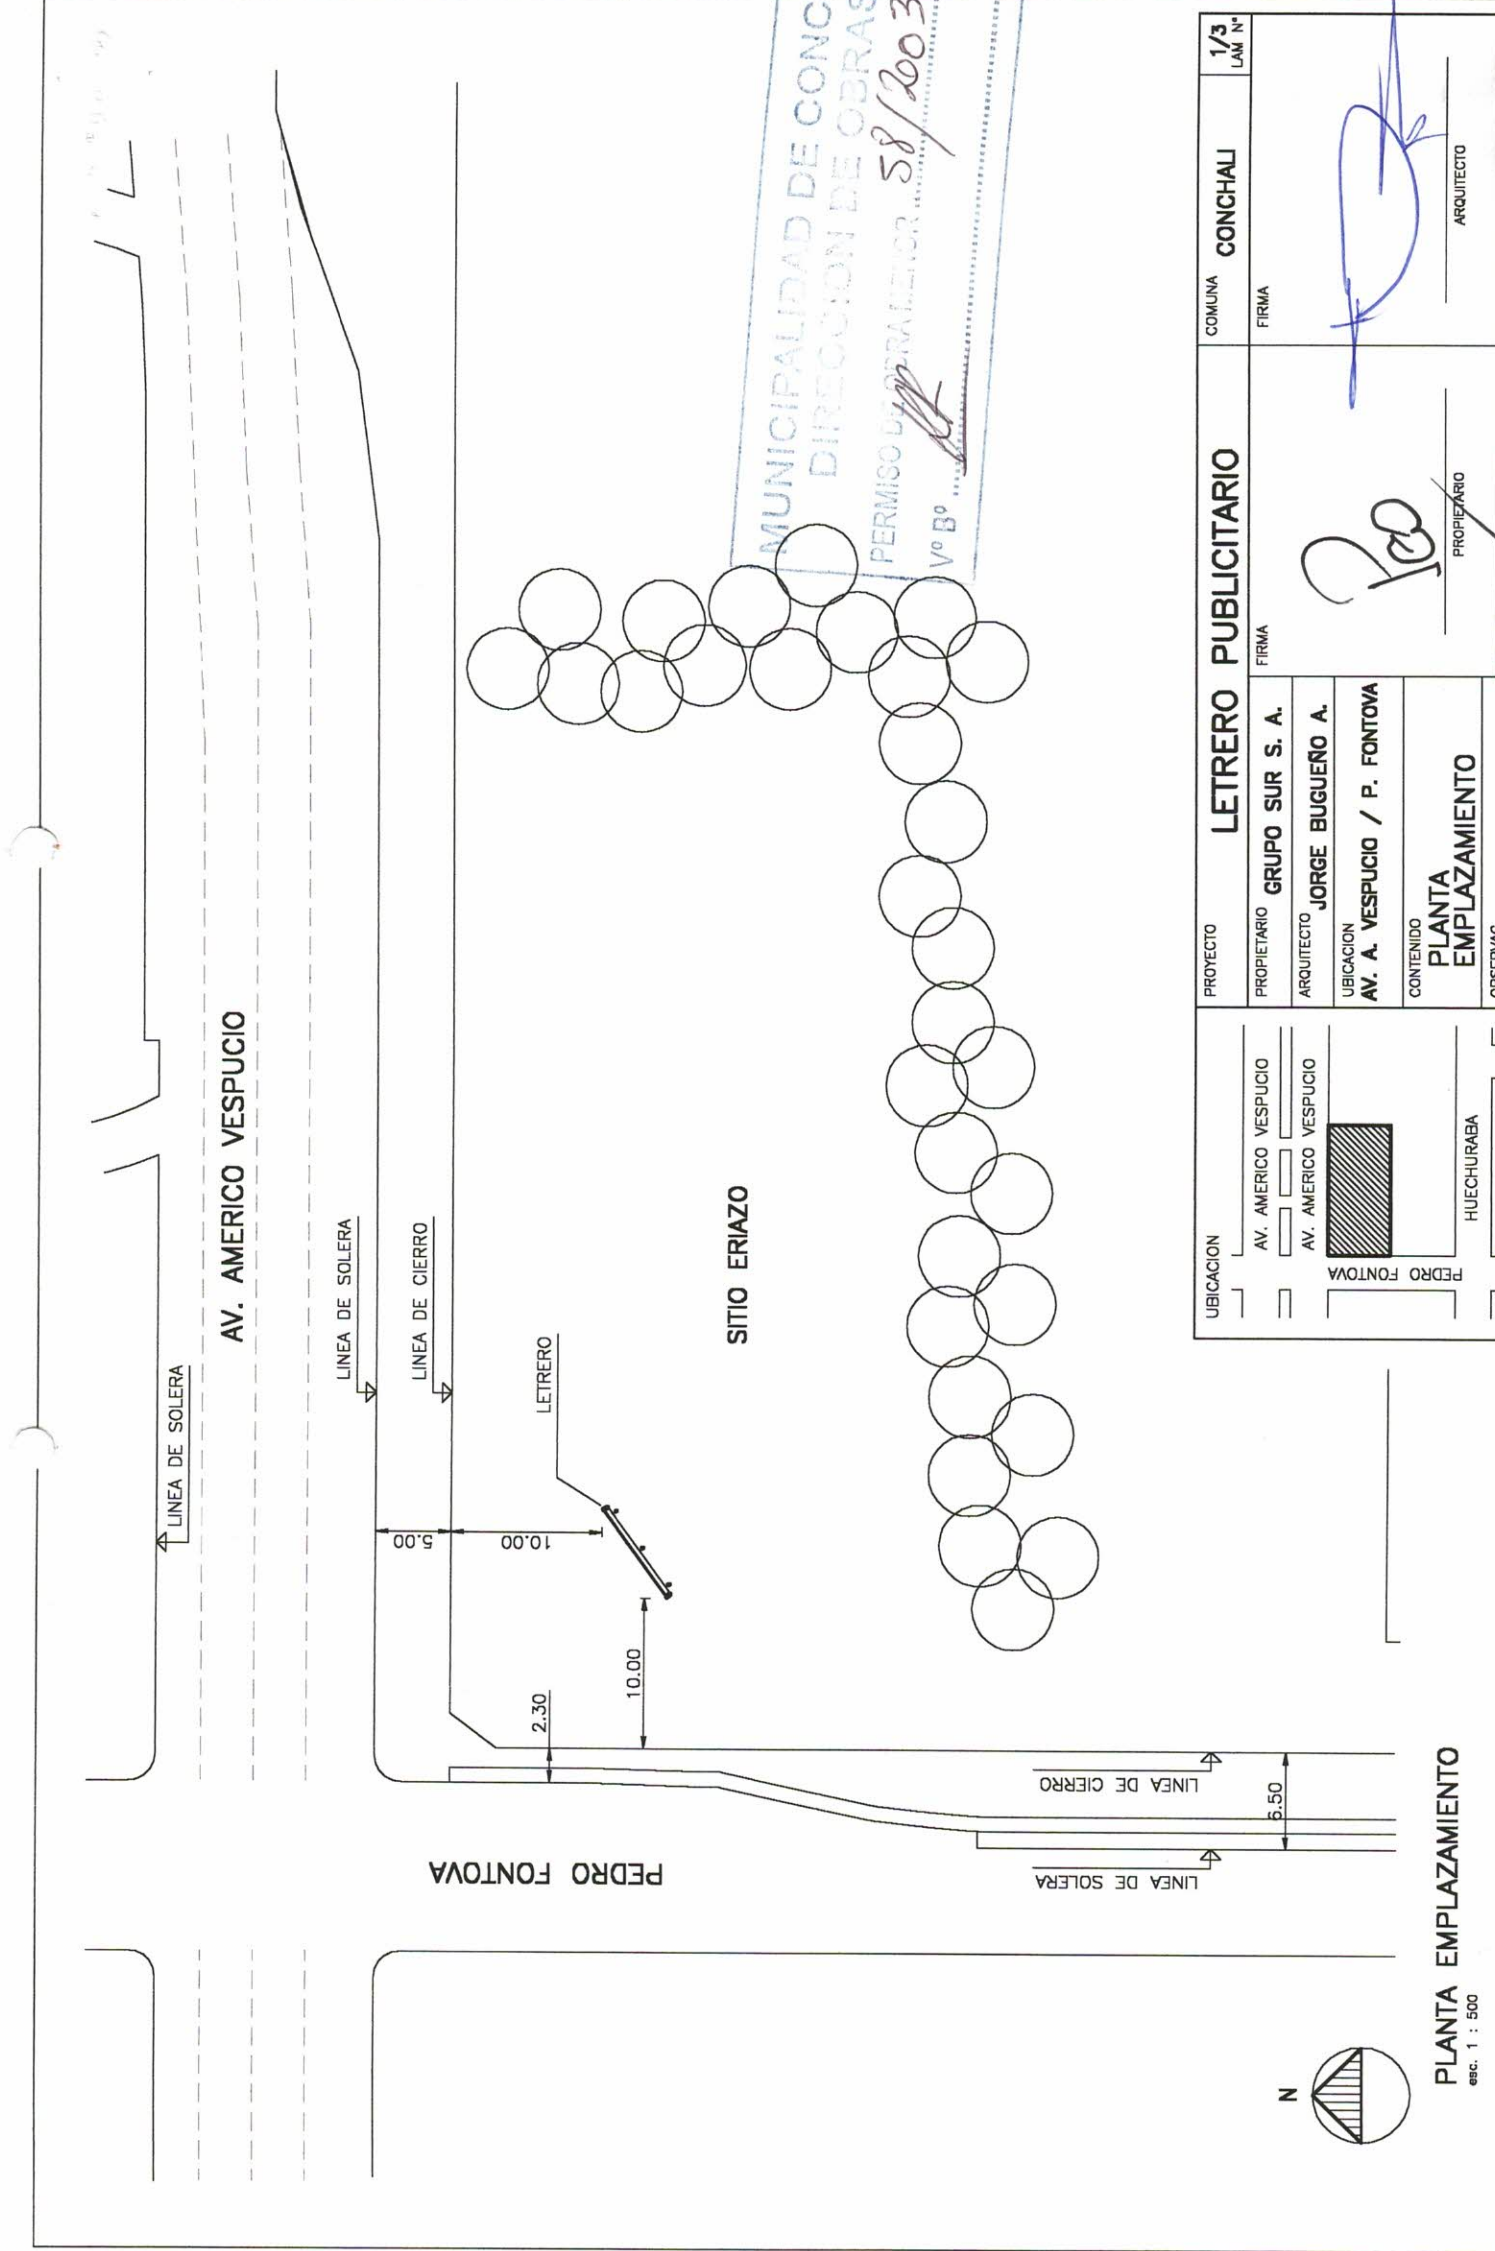 AV. AMERICO VESPUCIO
LINEA DE SOLERA
LINEA DE SOLERA
LINEA DE CIERRO
5.00
10.00
LETRERO
10.00
2.30
SITIO ERIAZO
PEDRO FONTOVA
LINEA DE CIERRO
LINEA DE SOLERA
6.50
N
PLANTA EMPLAZAMIENTO
esc. 1 : 500
MUNICIPALIDAD DE CONC
DIRECCION DE OBRAS
PERMISO DE OBRA MENOR 58/2003
Vº Bº
UBICACION
AV. AMERICO VESPUCIO
AV. AMERICO VESPUCIO
PEDRO FONTOVA
HUECHURABA
PROYECTO
LETRERO PUBLICITARIO
COMUNA CONCHALI
1/3
LAM Nº
PROPIETARIO GRUPO SUR S. A.
ARQUITECTO JORGE BUGUEÑO A.
UBICACION
AV. A. VESPUCIO / P. FONTOVA
CONTENIDO
PLANTA
EMPLAZAMIENTO
FIRMA
PROPIETARIO
FIRMA
ARQUITECTO